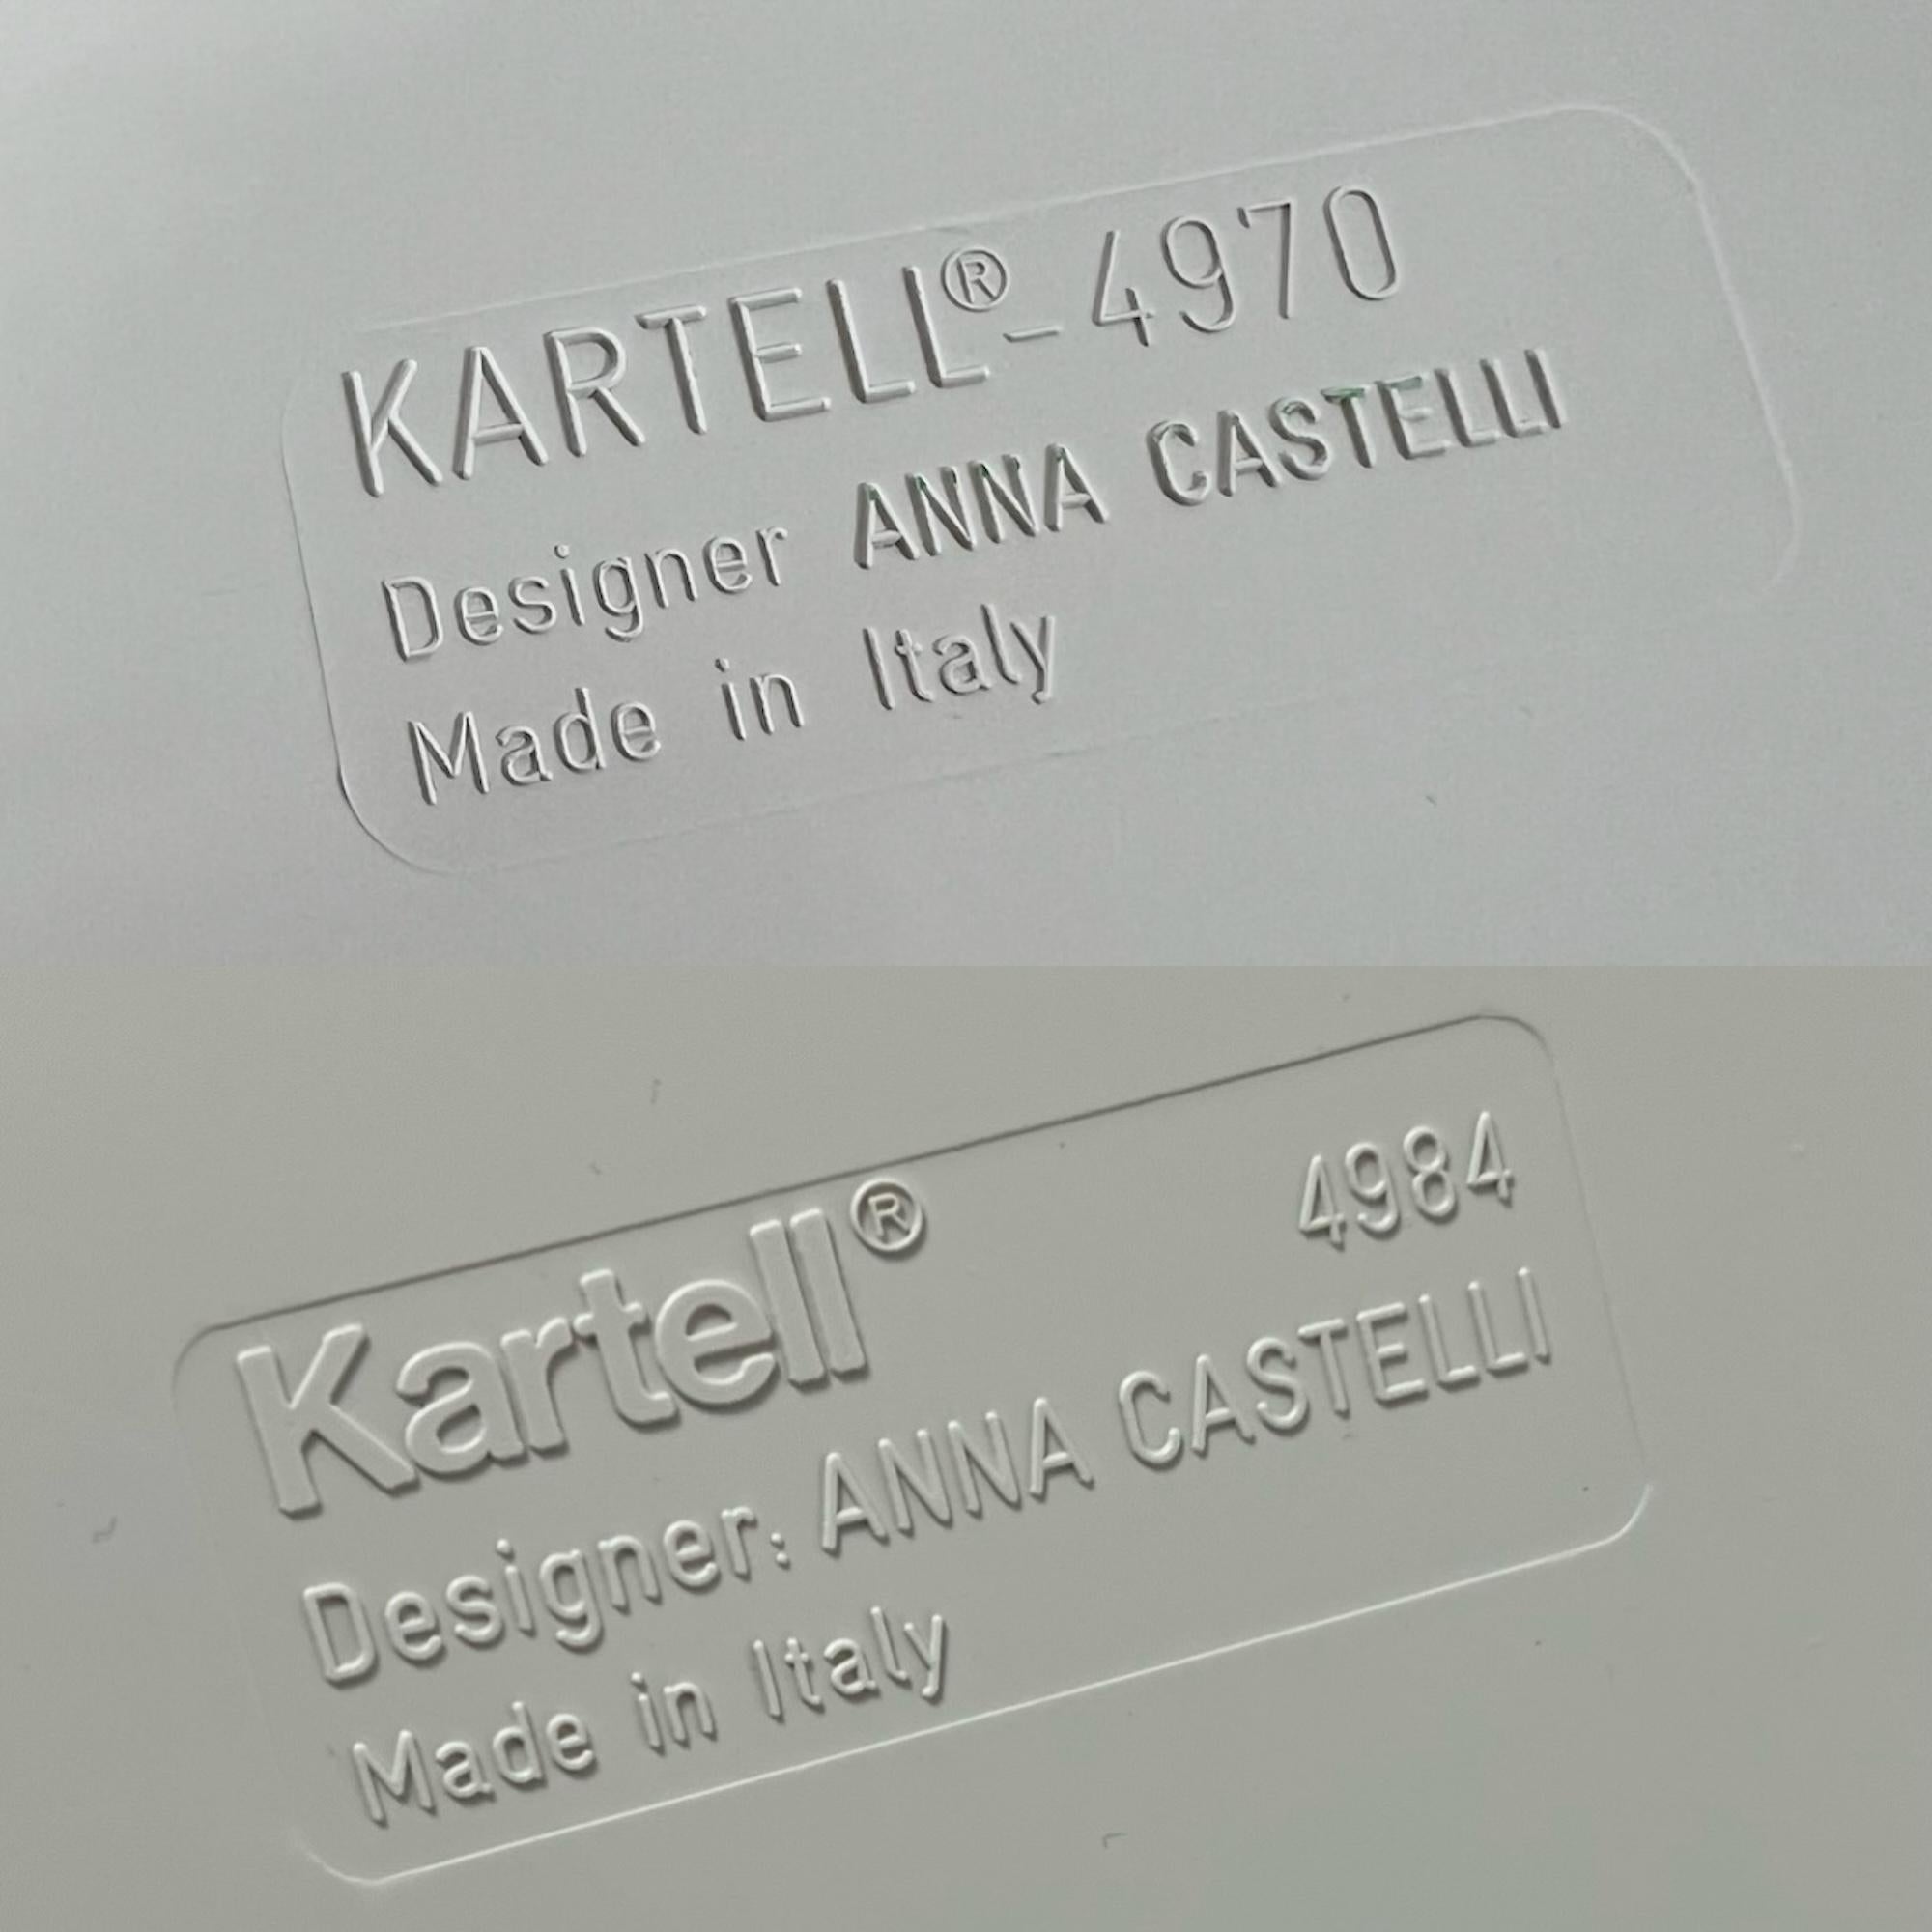 KARTELL®-4970
Designer ANNA CASTELLI
Made in Italy
Kartell® 4984
Designer: ANNA CASTELLI
Made in Italy